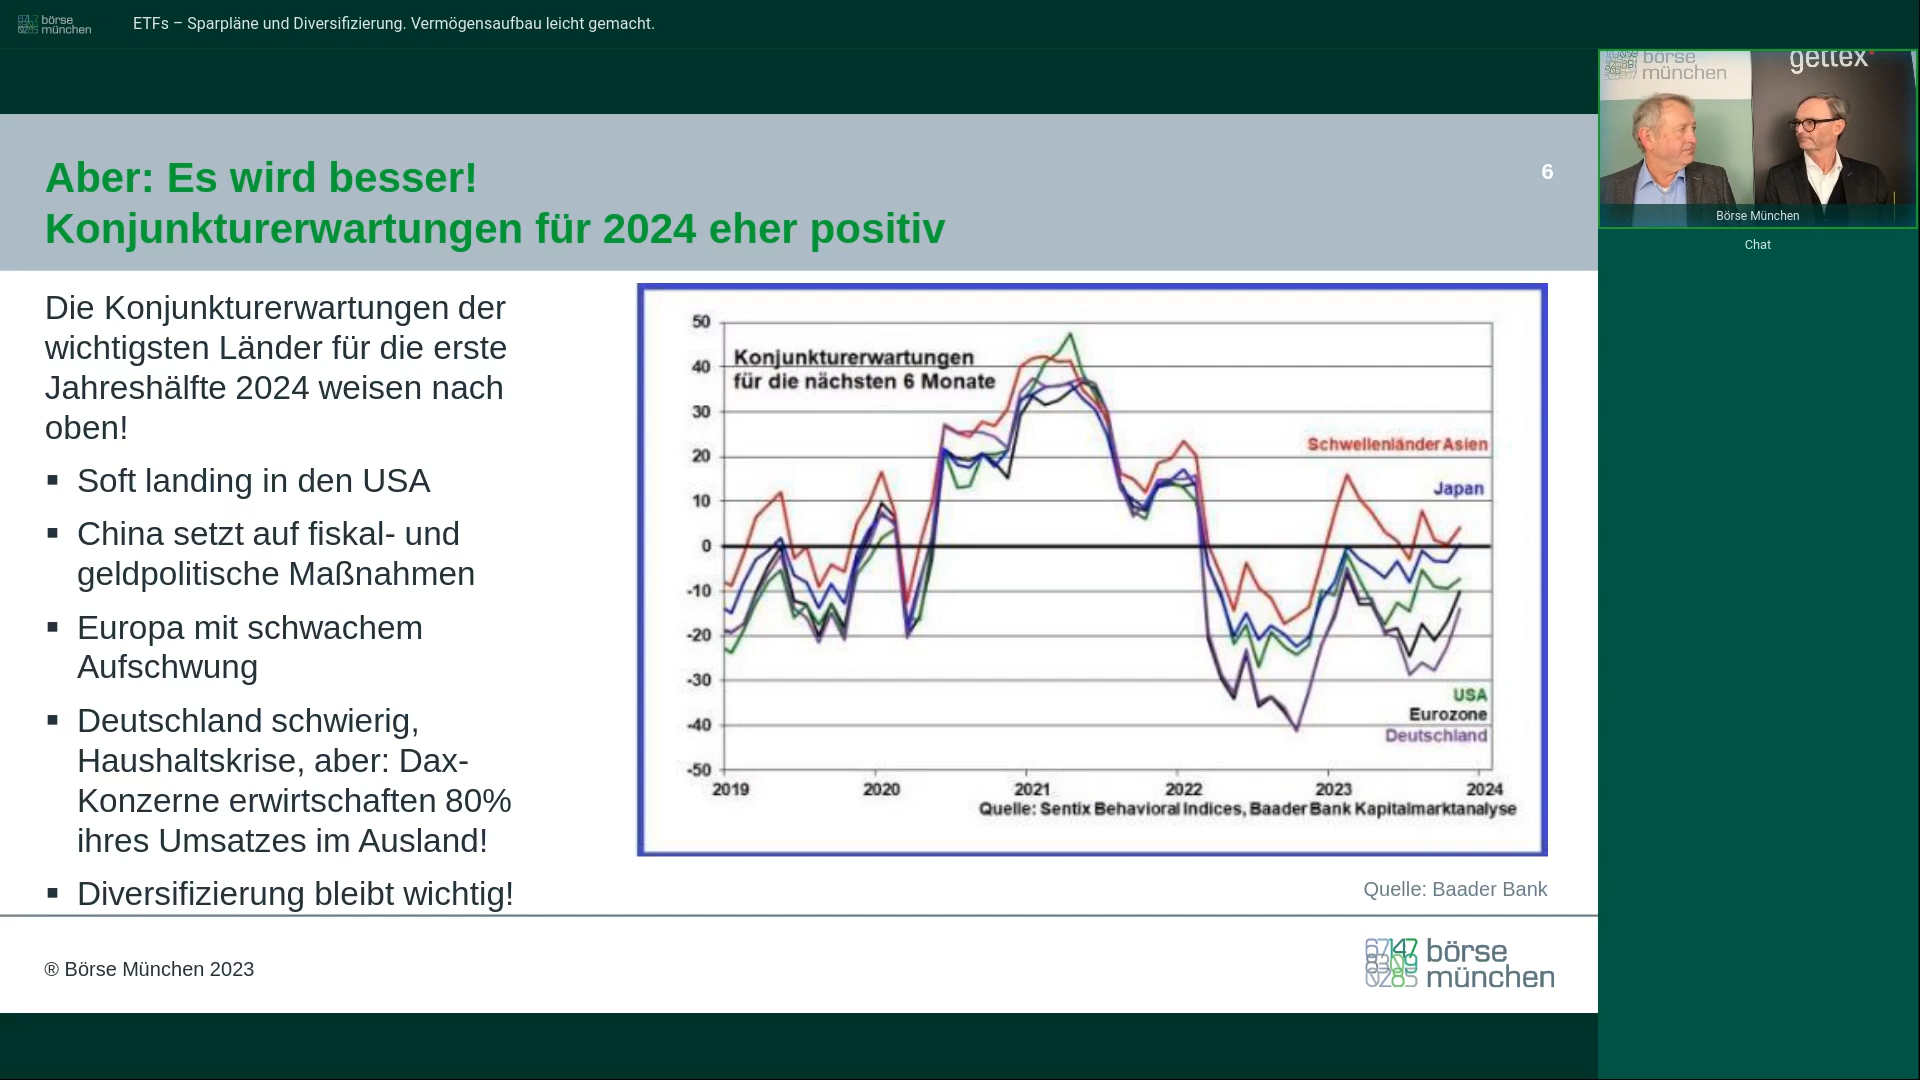 börse
münchen
ETFs – Sparpläne und Diversifizierung. Vermögensaufbau leicht gemacht.
börse
münchen
gettex
Börse München
Chat
Aber: Es wird besser!
Konjunkturerwartungen für 2024 eher positiv
6
Die Konjunkturerwartungen der
wichtigsten Länder für die erste
Jahreshälfte 2024 weisen nach
oben!
▪ Soft landing in den USA
▪ China setzt auf fiskal- und
geldpolitische Maßnahmen
▪ Europa mit schwachem
Aufschwung
▪ Deutschland schwierig,
Haushaltskrise, aber: Dax-
Konzerne erwirtschaften 80%
ihres Umsatzes im Ausland!
▪ Diversifizierung bleibt wichtig!
Konjunkturerwartungen
für die nächsten 6 Monate
50
40
30
20
10
0
-10
-20
-30
-40
-50
Schwellenländer Asien
Japan
USA
Eurozone
Deutschland
2019 2020 2021 2022 2023 2024
Quelle: Sentix Behavioral Indices, Baader Bank Kapitalmarktanalyse
Quelle: Baader Bank
® Börse München 2023
börse
münchen